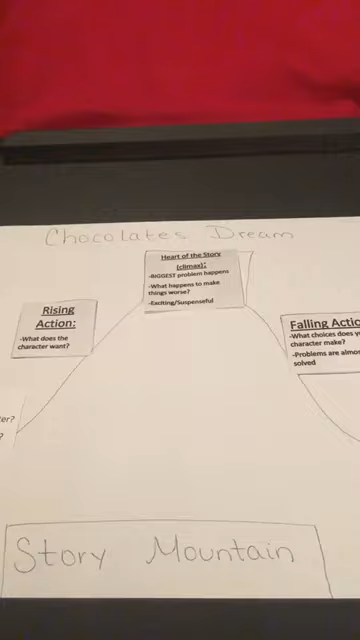 Chocolates Dream
Heart of the Story
(climax):
-BIGGEST problem happens
-What happens to make
things worse?
-Exciting/Suspenseful
Rising
Action:
-What does the
character want?
Falling Actio
-What choices does yo
character make?
-Problems are almos
solved
ter?
?
Story Mountain